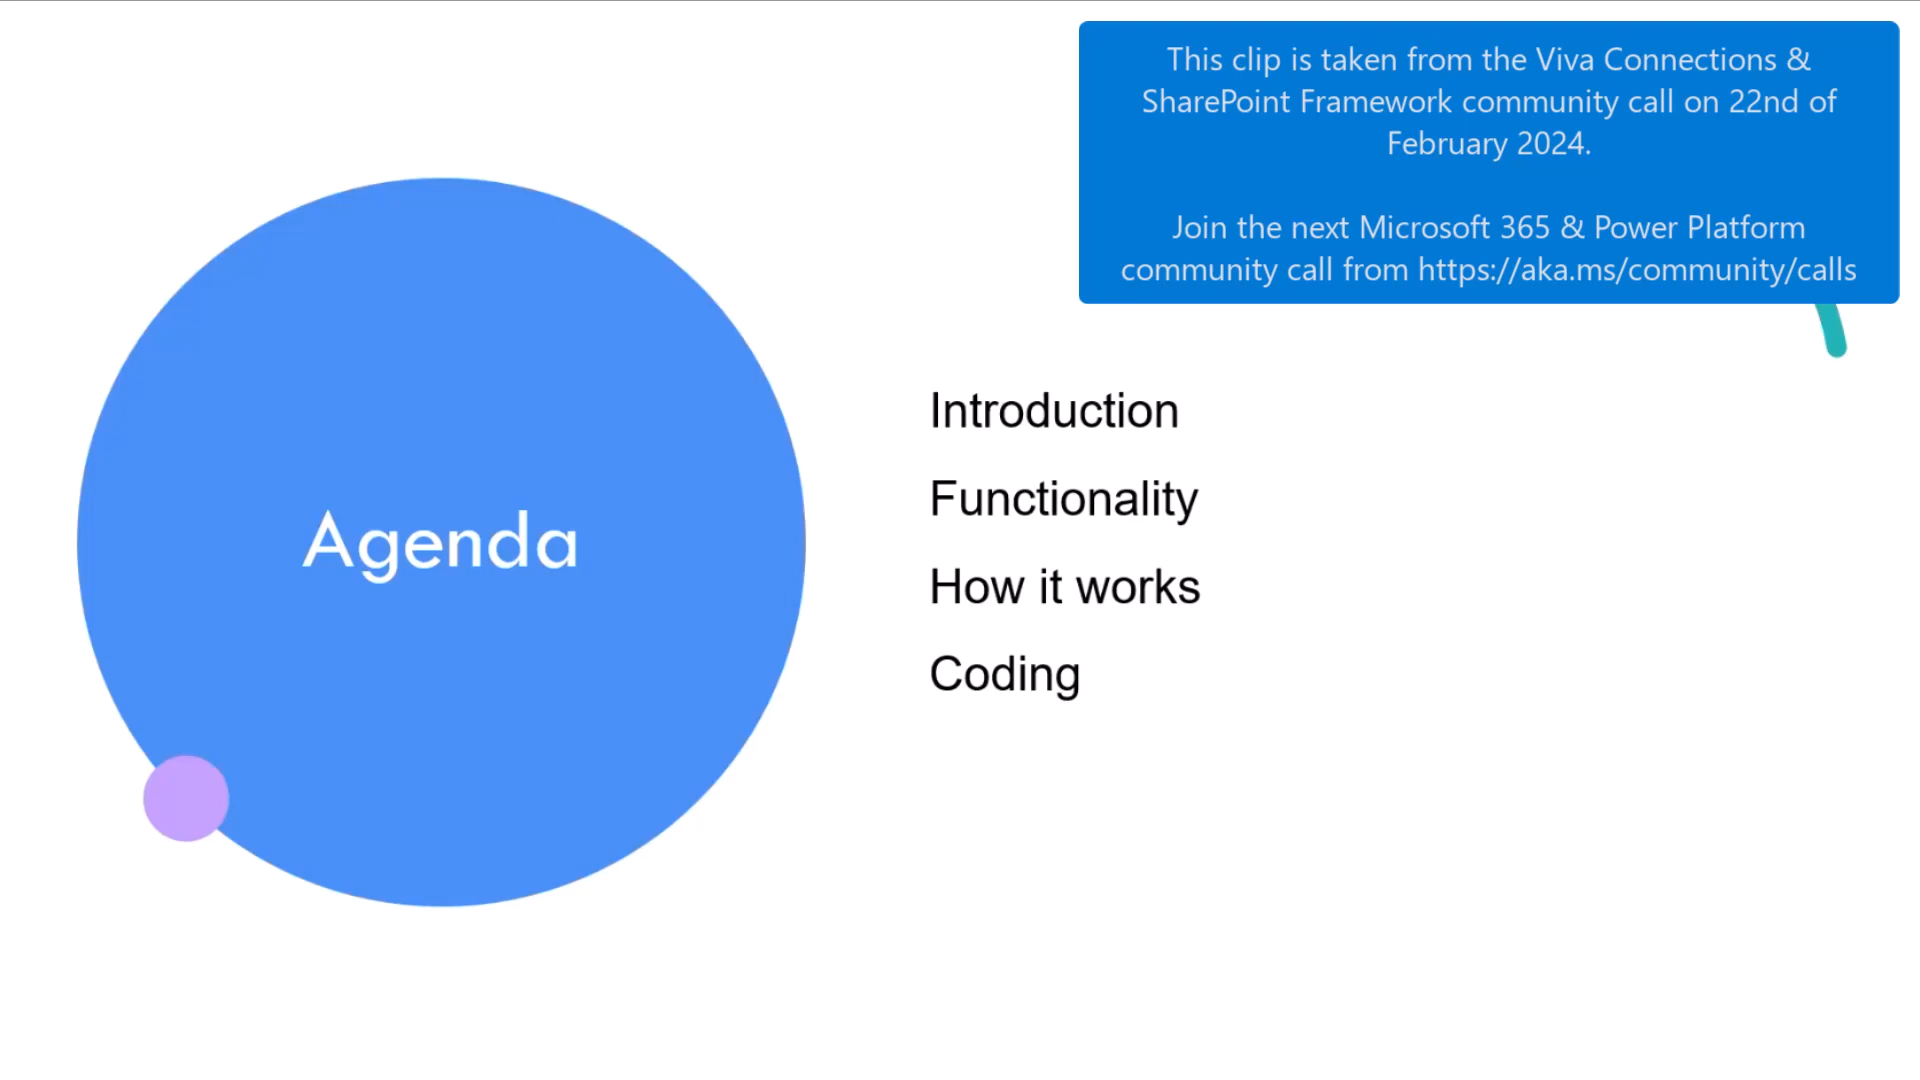 This clip is taken from the Viva Connections &
SharePoint Framework community call on 22nd of
February 2024.
Join the next Microsoft 365 & Power Platform
community call from https://aka.ms/community/calls
Agenda
Introduction
Functionality
How it works
Coding